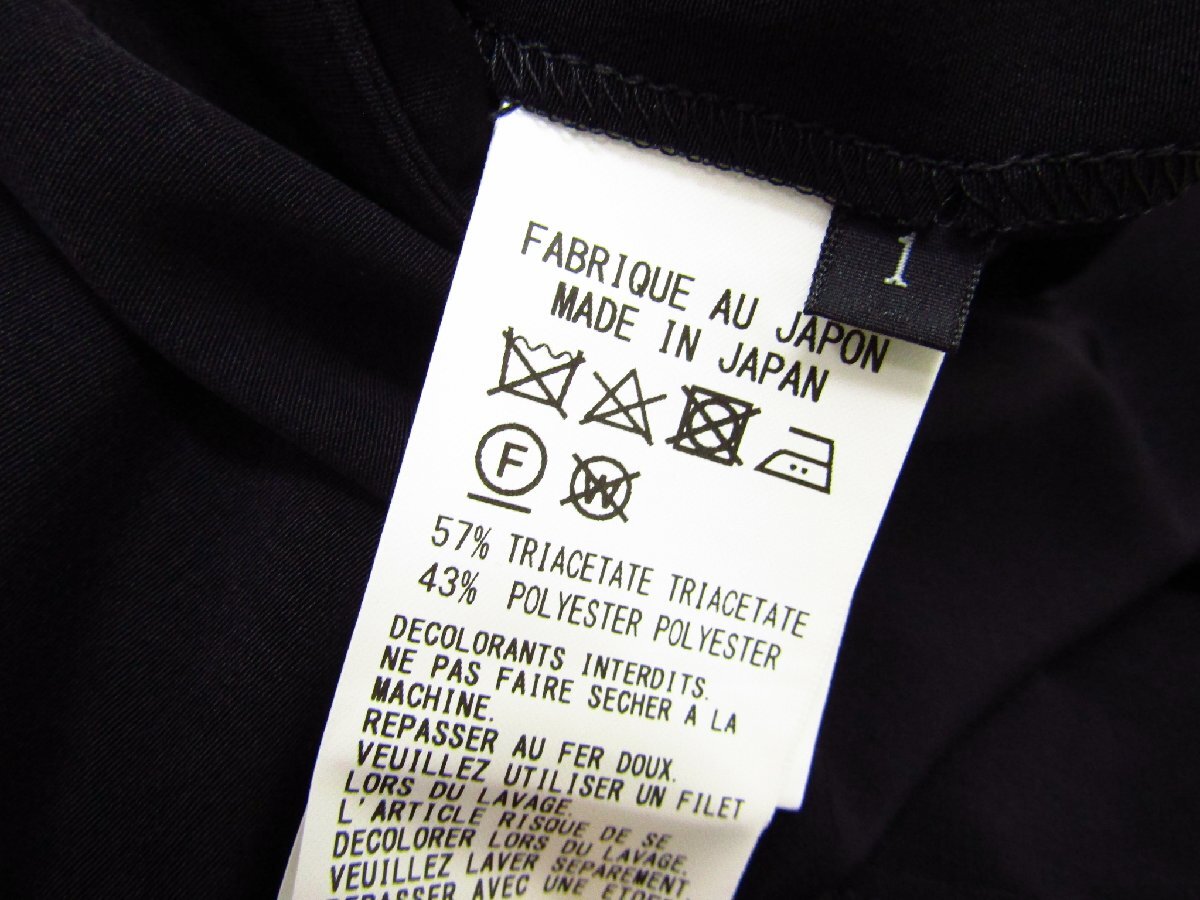 1
FABRIQUE AU JAPON
MADE IN JAPAN
F
W
57% TRIACETATE TRIACETATE
43% POLYESTER POLYESTER
DECOLORANTS INTERDITS.
NE PAS FAIRE SECHER À LA
MACHINE.
REPASSER AU FER DOUX.
VEUILLEZ UTILISER UN FILET
LORS DU LAVAGE.
L'ARTICLE RISQUE DE SE
DECOLORER LORS DU LAVAGE.
VEUILLEZ LAVER SEPAREMENT
AVEC UNE